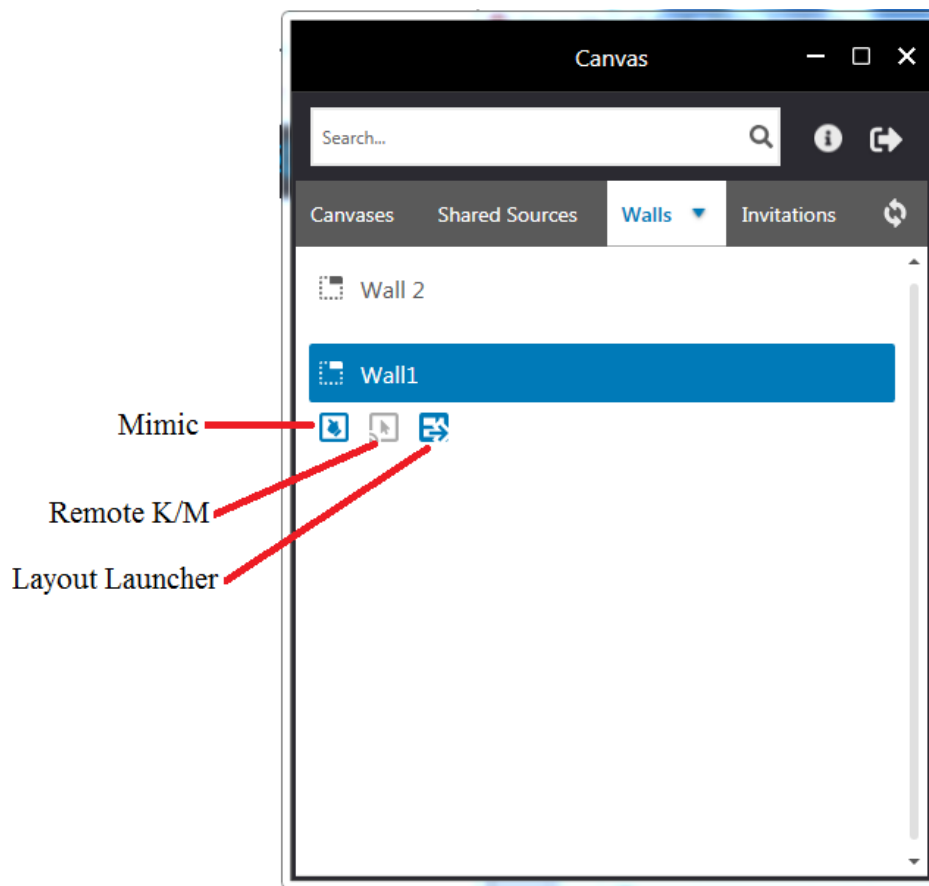 Canvas
Search...
Canvases Shared Sources Walls Invitations
Wall 2
Wall1
Mimic
Remote K/M
Layout Launcher